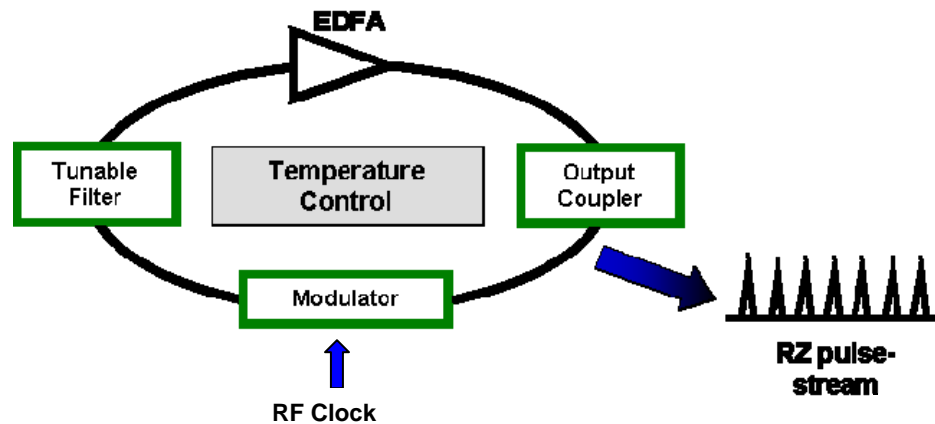 EDFA
Tunable
Filter
Temperature
Control
Output
Coupler
Modulator
RF Clock
RZ pulse-
stream